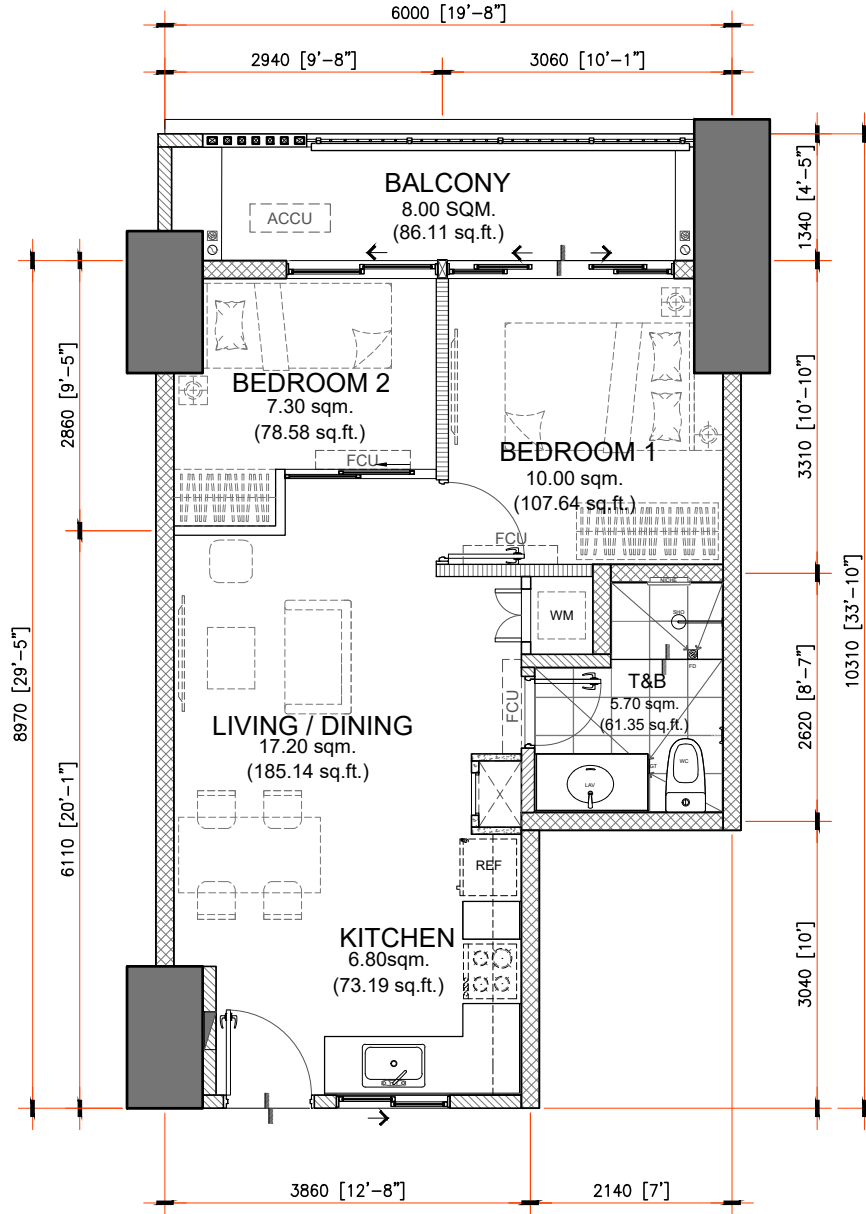 6000 [19'-8"]
2940 [9'-8"]
3060 [10'-1"]
BALCONY
8.00 SQM.
(86.11 sq.ft.)
ACCU
1340 [4'-5"]
BEDROOM 2
7.30 sqm.
(78.58 sq.ft.)
FCU
2860 [9'-5"]
BEDROOM 1
10.00 sqm.
(107.64 sq.ft.)
FCU
3310 [10'-10"]
10310 [33'-10"]
8970 [29'-5"]
WM
NICHE
SHO
FD
T&B
5.70 sqm.
(61.35 sq.ft.)
FCU
LAV
GT
WC
2620 [8'-7"]
LIVING / DINING
17.20 sqm.
(185.14 sq.ft.)
6110 [20'-1"]
REF
KITCHEN
6.80sqm.
(73.19 sq.ft.)
3040 [10']
3860 [12'-8"]
2140 [7']